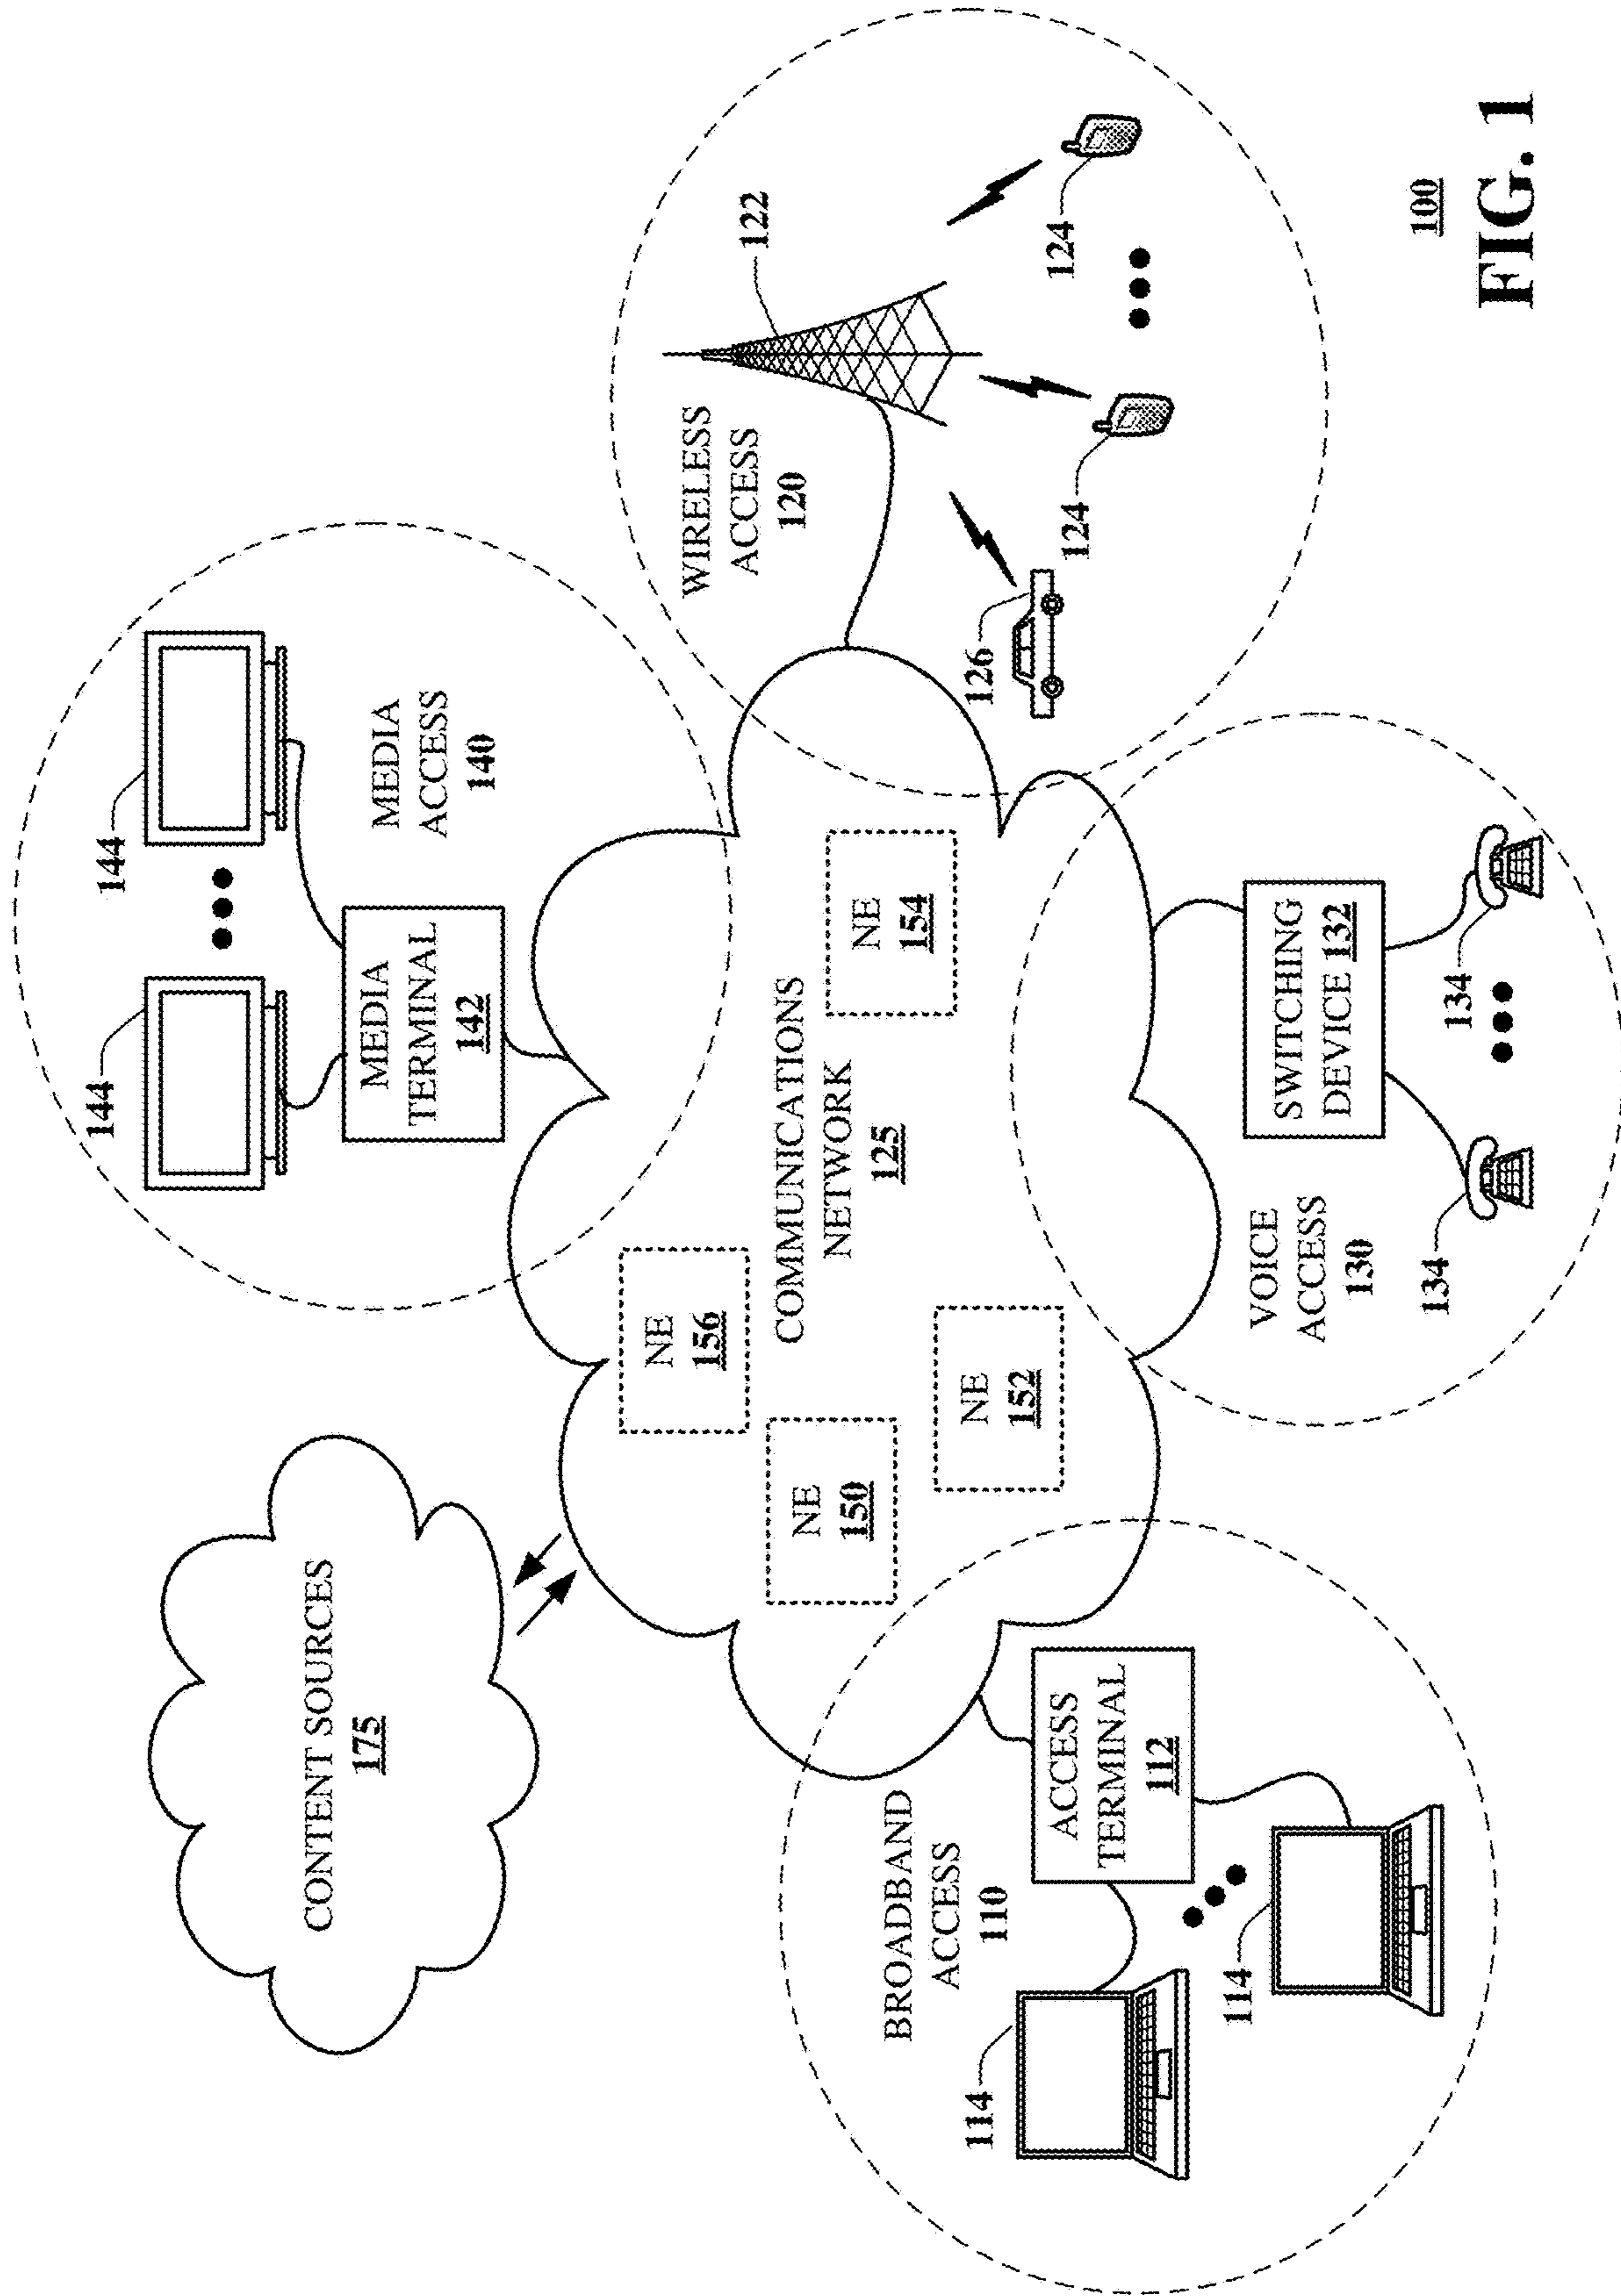 CONTENT SOURCES
175
144
144
MEDIA
TERMINAL
142
MEDIA
ACCESS
140
WIRELESS
ACCESS
120
122
NE
156
NE
150
COMMUNICATIONS
NETWORK
125
NE
154
NE
152
126
124
124
BROADBAND
ACCESS
110
ACCESS
TERMINAL
112
114
114
VOICE
ACCESS
130
SWITCHING
DEVICE 132
134
134
100
FIG. 1